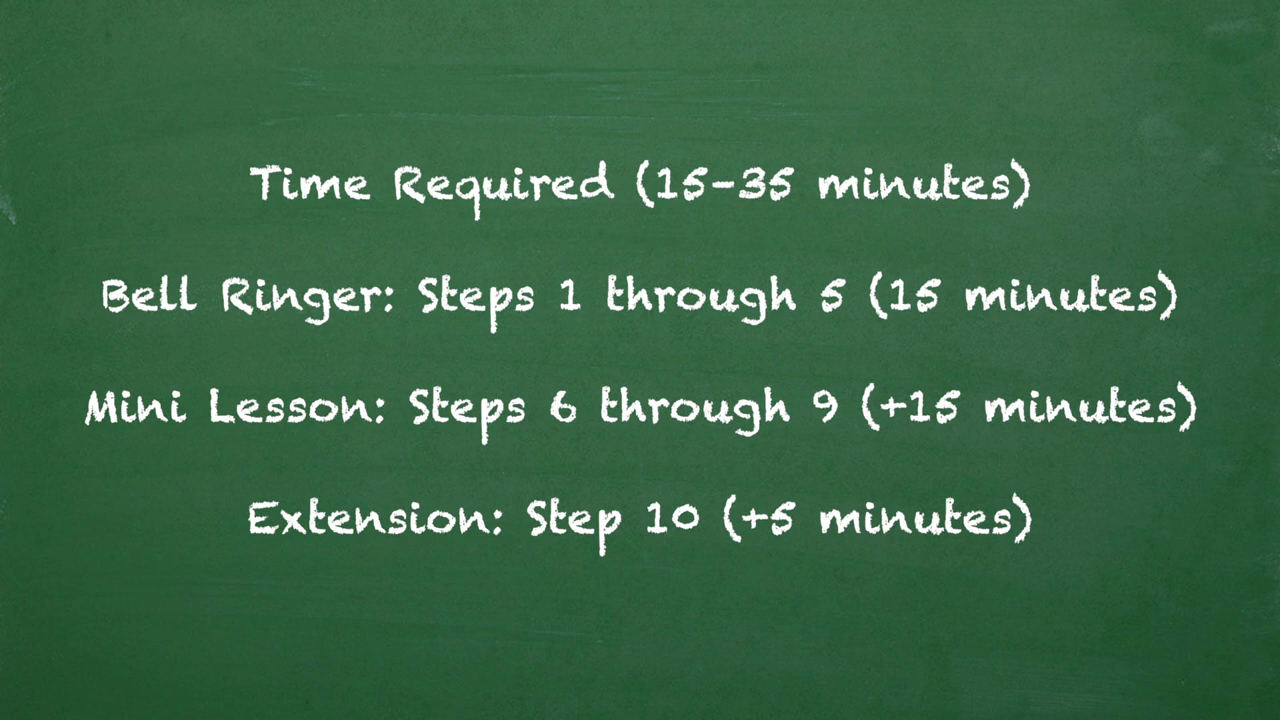 Time Required (15-35 minutes)
Bell Ringer: Steps 1 through 5 (15 minutes)
Mini Lesson: Steps 6 through 9 (+15 minutes)
Extension: Step 10 (+5 minutes)